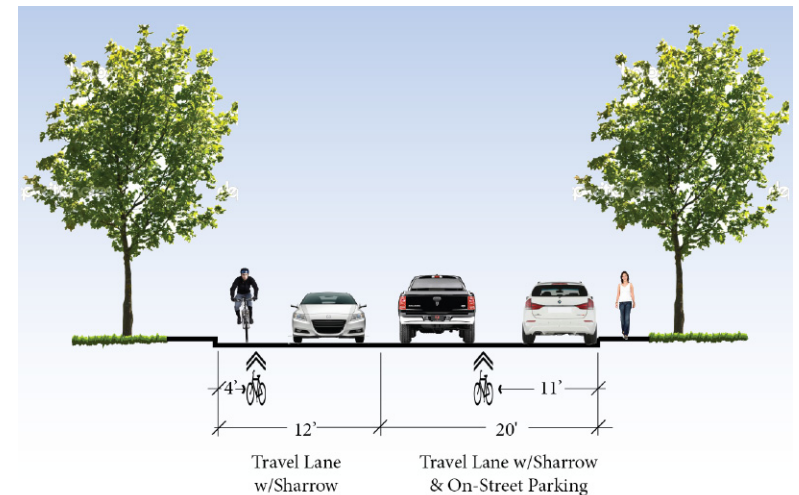 4'
11'
12'
20'
Travel Lane
w/Sharrow
Travel Lane w/Sharrow
& On-Street Parking